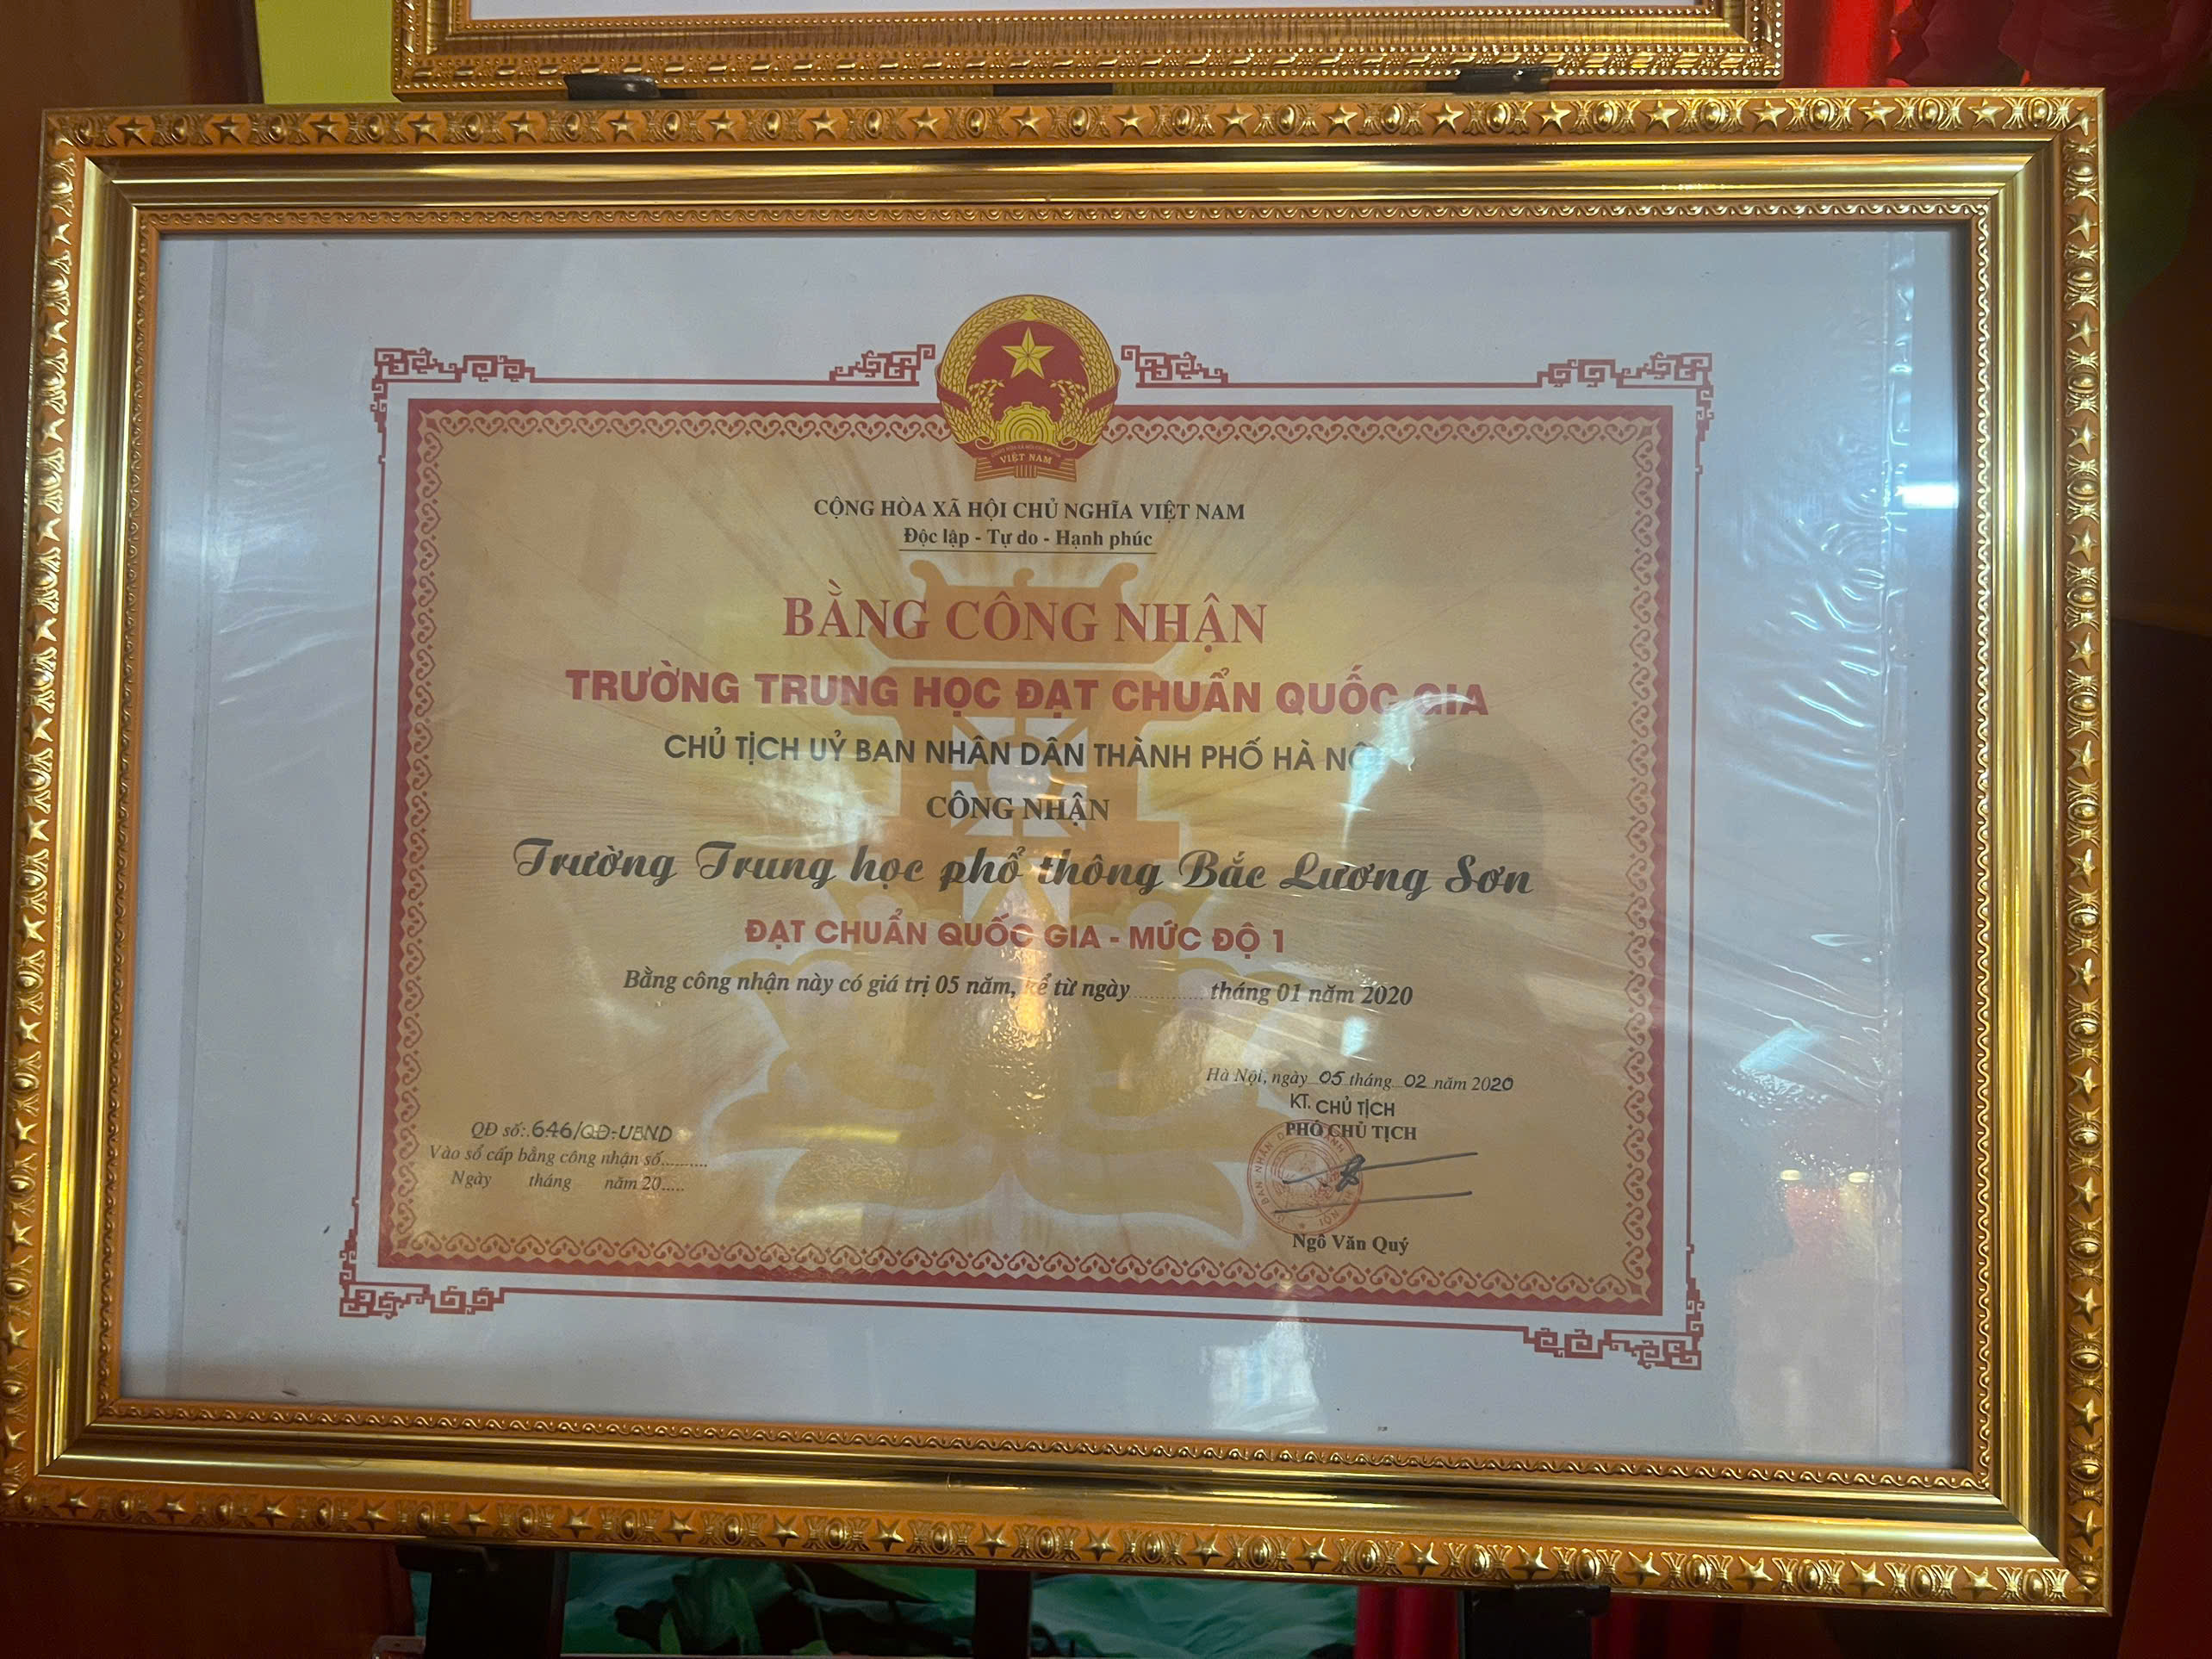 VIỆT NAM
CỘNG HÒA XÃ HỘI CHỦ NGHĨA VIỆT NAM
Độc lập - Tự do - Hạnh phúc
BẰNG CÔNG NHẬN
TRƯỜNG TRUNG HỌC ĐẠT CHUẨN QUỐC GIA
CHỦ TỊCH UỶ BAN NHÂN DÂN THÀNH PHỐ HÀ NỘI
CÔNG NHẬN
Trường Trung học phổ thông Bắc Lương Sơn
ĐẠT CHUẨN QUỐC GIA - MỨC ĐỘ 1
Bằng công nhận này có giá trị 05 năm, kể từ ngày ............ tháng 01 năm 2020
Hà Nội, ngày 05 tháng 02 năm 2020
KT. CHỦ TỊCH
PHÓ CHỦ TỊCH
QĐ số: 646/QĐ-UBND
Vào sổ cấp bằng công nhận số..........
Ngày tháng năm 20.....
Ngô Văn Quý